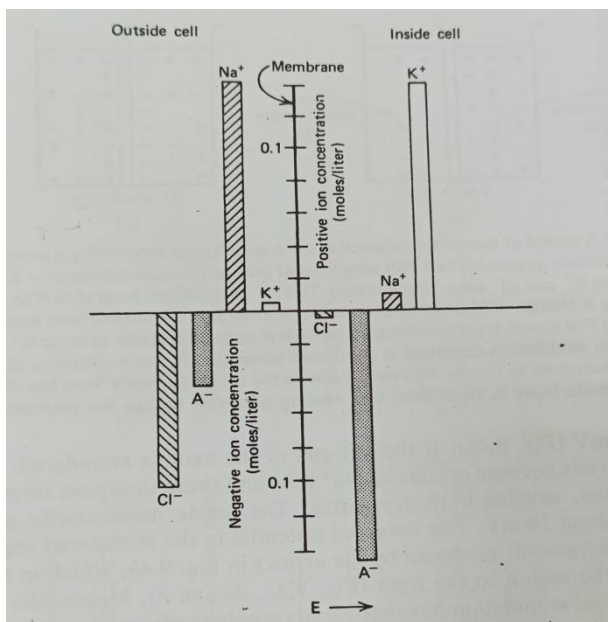 Outside cell
Inside cell
Na⁺
Membrane
K⁺
0.1
Positive ion concentration
(moles/liter)
K⁺
Na⁺
Cl⁻
A⁻
Negative ion concentration
(moles/liter)
Cl⁻
0.1
A⁻
E →